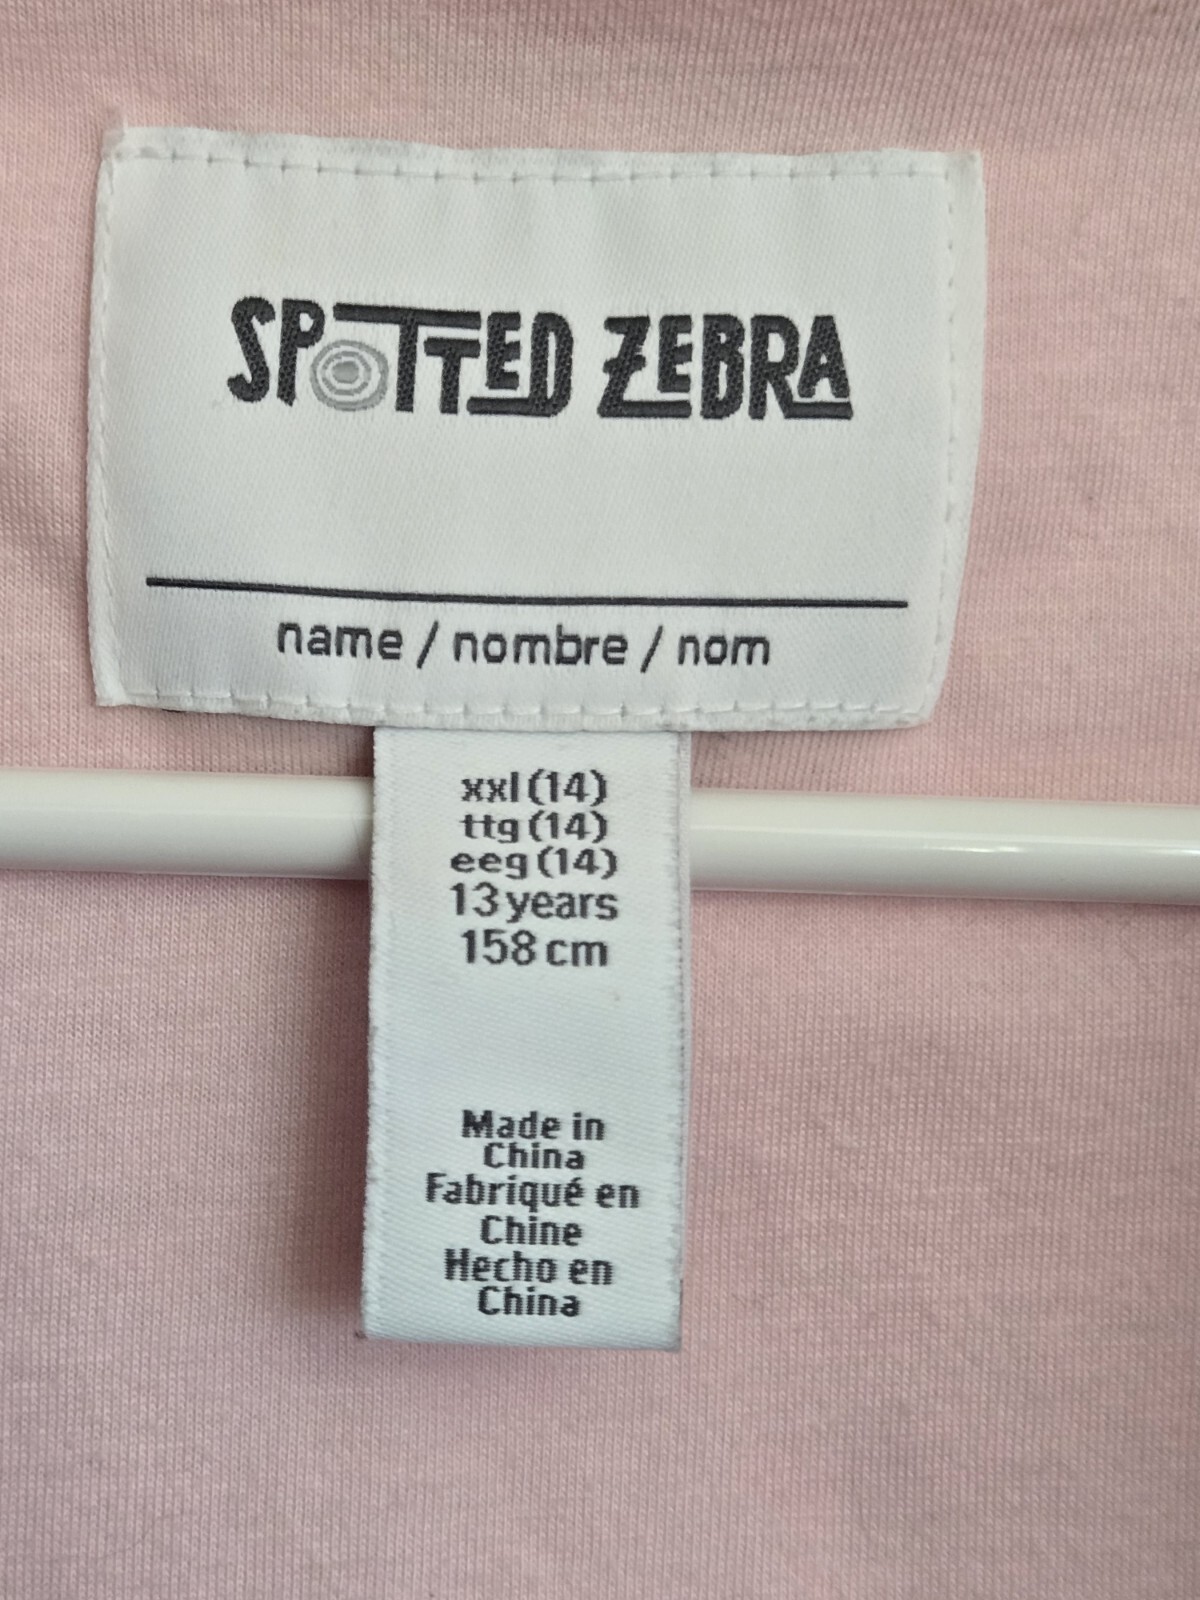 SPOTTED ZEBRA
name / nombre / nom
xxl (14)
ttg (14)
eeg (14)
13 years
158 cm
Made in
China
Fabriqué en
Chine
Hecho en
China